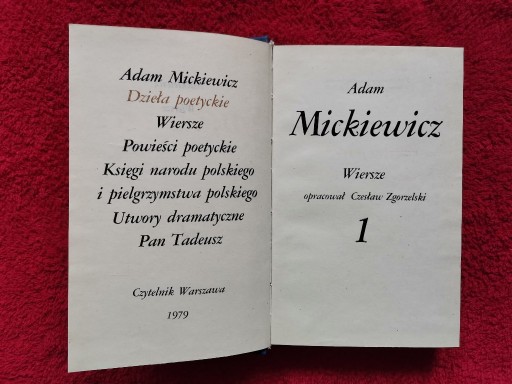 Adam Mickiewicz
Dzieła poetyckie
Wiersze
Powieści poetyckie
Księgi narodu polskiego
i pielgrzymstwa polskiego
Utwory dramatyczne
Pan Tadeusz
Czytelnik Warszawa
1979
Adam
Mickiewicz
Wiersze
opracował Czesław Zgorzelski
1